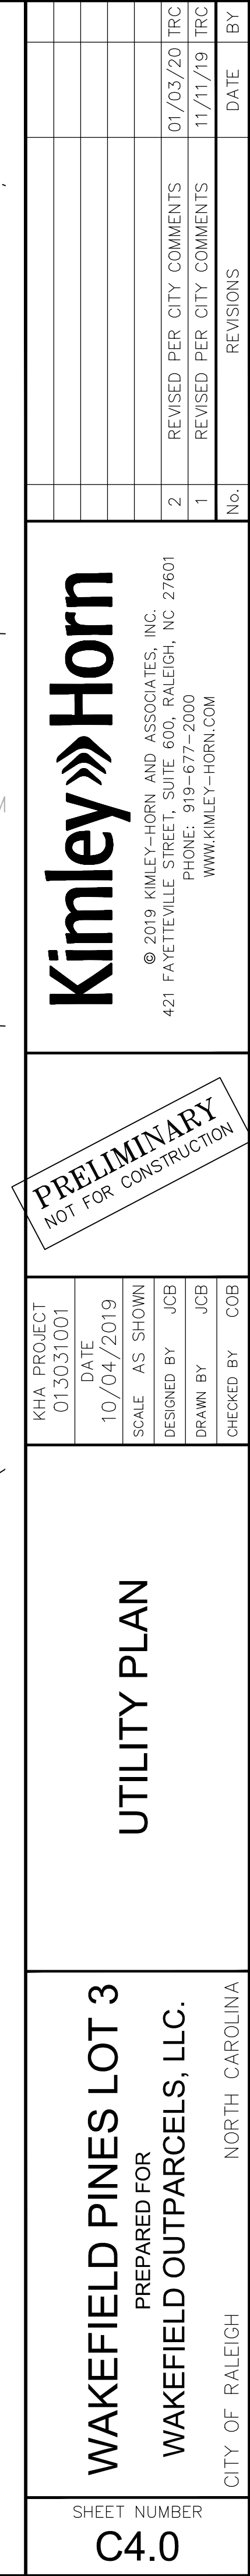 2 REVISED PER CITY COMMENTS 01/03/20 TRC
1 REVISED PER CITY COMMENTS 11/11/19 TRC
No. REVISIONS DATE BY
Kimley»)Horn
© 2019 KIMLEY-HORN AND ASSOCIATES, INC.
421 FAYETTEVILLE STREET, SUITE 600, RALEIGH, NC 27601
PHONE: 919-677-2000
WWW.KIMLEY-HORN.COM
PRELIMINARY
NOT FOR CONSTRUCTION
KHA PROJECT
013031001
DATE
10/04/2019
SCALE AS SHOWN
DESIGNED BY JCB
DRAWN BY JCB
CHECKED BY COB
UTILITY PLAN
WAKEFIELD PINES LOT 3
PREPARED FOR
WAKEFIELD OUTPARCELS, LLC.
CITY OF RALEIGH NORTH CAROLINA
SHEET NUMBER
C4.0